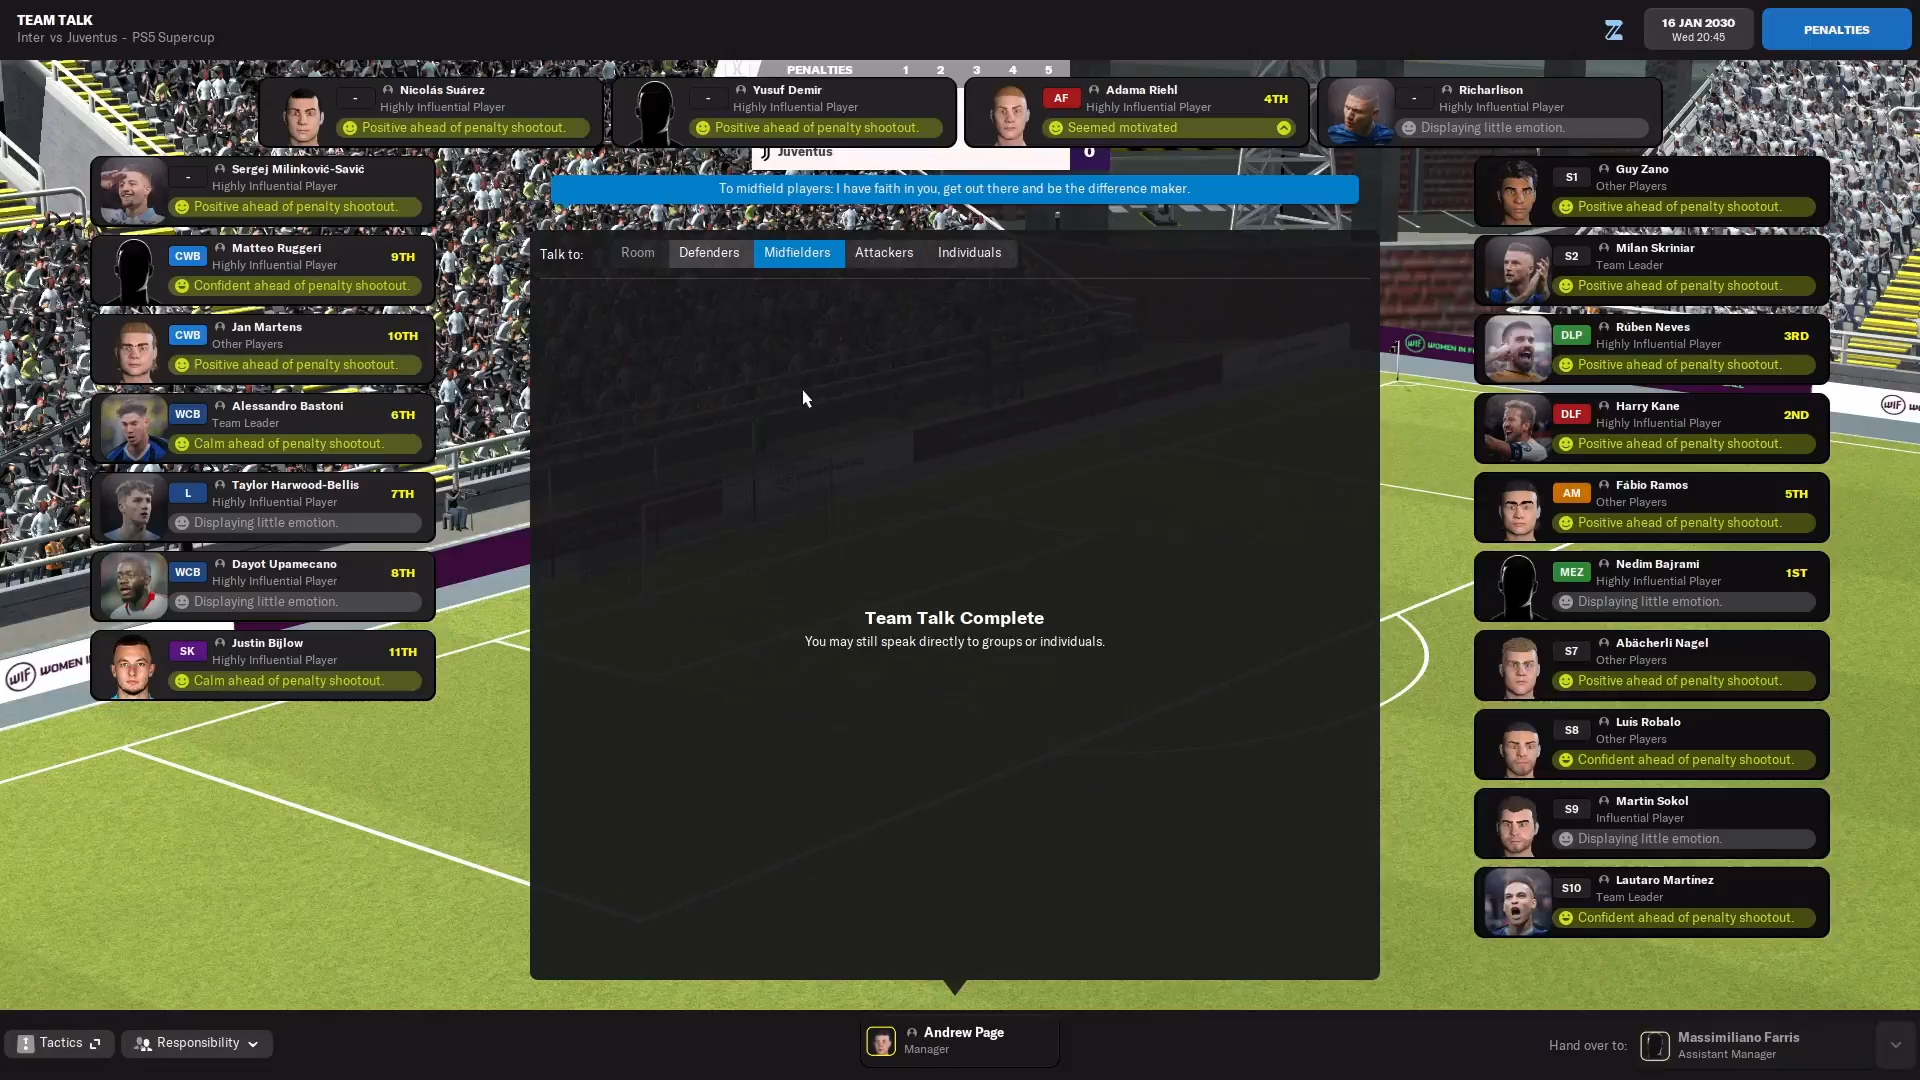 TEAM TALK
Inter vs Juventus - PS5 Supercup
16 JAN 2030
Wed 20:45
PENALTIES
PENALTIES 1 2 3 4 5
Juventus 0
- Nicolás Suárez
Highly Influential Player
Positive ahead of penalty shootout.
- Yusuf Demir
Highly Influential Player
Positive ahead of penalty shootout.
AF Adama Riehl
Highly Influential Player 4TH
Seemed motivated
- Richarlison
Highly Influential Player
Displaying little emotion.
To midfield players: I have faith in you, get out there and be the difference maker.
Talk to: Room Defenders Midfielders Attackers Individuals
Team Talk Complete
You may still speak directly to groups or individuals.
- Sergej Milinković-Savić
Highly Influential Player
Positive ahead of penalty shootout.
CWB Matteo Ruggeri 9TH
Highly Influential Player
Confident ahead of penalty shootout.
CWB Jan Martens 10TH
Other Players
Positive ahead of penalty shootout.
WCB Alessandro Bastoni 6TH
Team Leader
Calm ahead of penalty shootout.
L Taylor Harwood-Bellis 7TH
Highly Influential Player
Displaying little emotion.
WCB Dayot Upamecano 8TH
Highly Influential Player
Displaying little emotion.
SK Justin Bijlow 11TH
Highly Influential Player
Calm ahead of penalty shootout.
S1 Guy Zano
Other Players
Positive ahead of penalty shootout.
S2 Milan Skriniar
Team Leader
Positive ahead of penalty shootout.
DLP Rúben Neves 3RD
Highly Influential Player
Positive ahead of penalty shootout.
DLF Harry Kane 2ND
Highly Influential Player
Positive ahead of penalty shootout.
AM Fábio Ramos 5TH
Other Players
Positive ahead of penalty shootout.
MEZ Nedim Bajrami 1ST
Highly Influential Player
Displaying little emotion.
S7 Abächerli Nagel
Other Players
Positive ahead of penalty shootout.
S8 Luís Robalo
Other Players
Confident ahead of penalty shootout.
S9 Martin Sokol
Influential Player
Displaying little emotion.
S10 Lautaro Martínez
Team Leader
Confident ahead of penalty shootout.
WIF WOMEN IN F
WIF
WIF WOMEN I
Tactics
Responsibility
Andrew Page
Manager
Hand over to: Massimiliano Farris
Assistant Manager